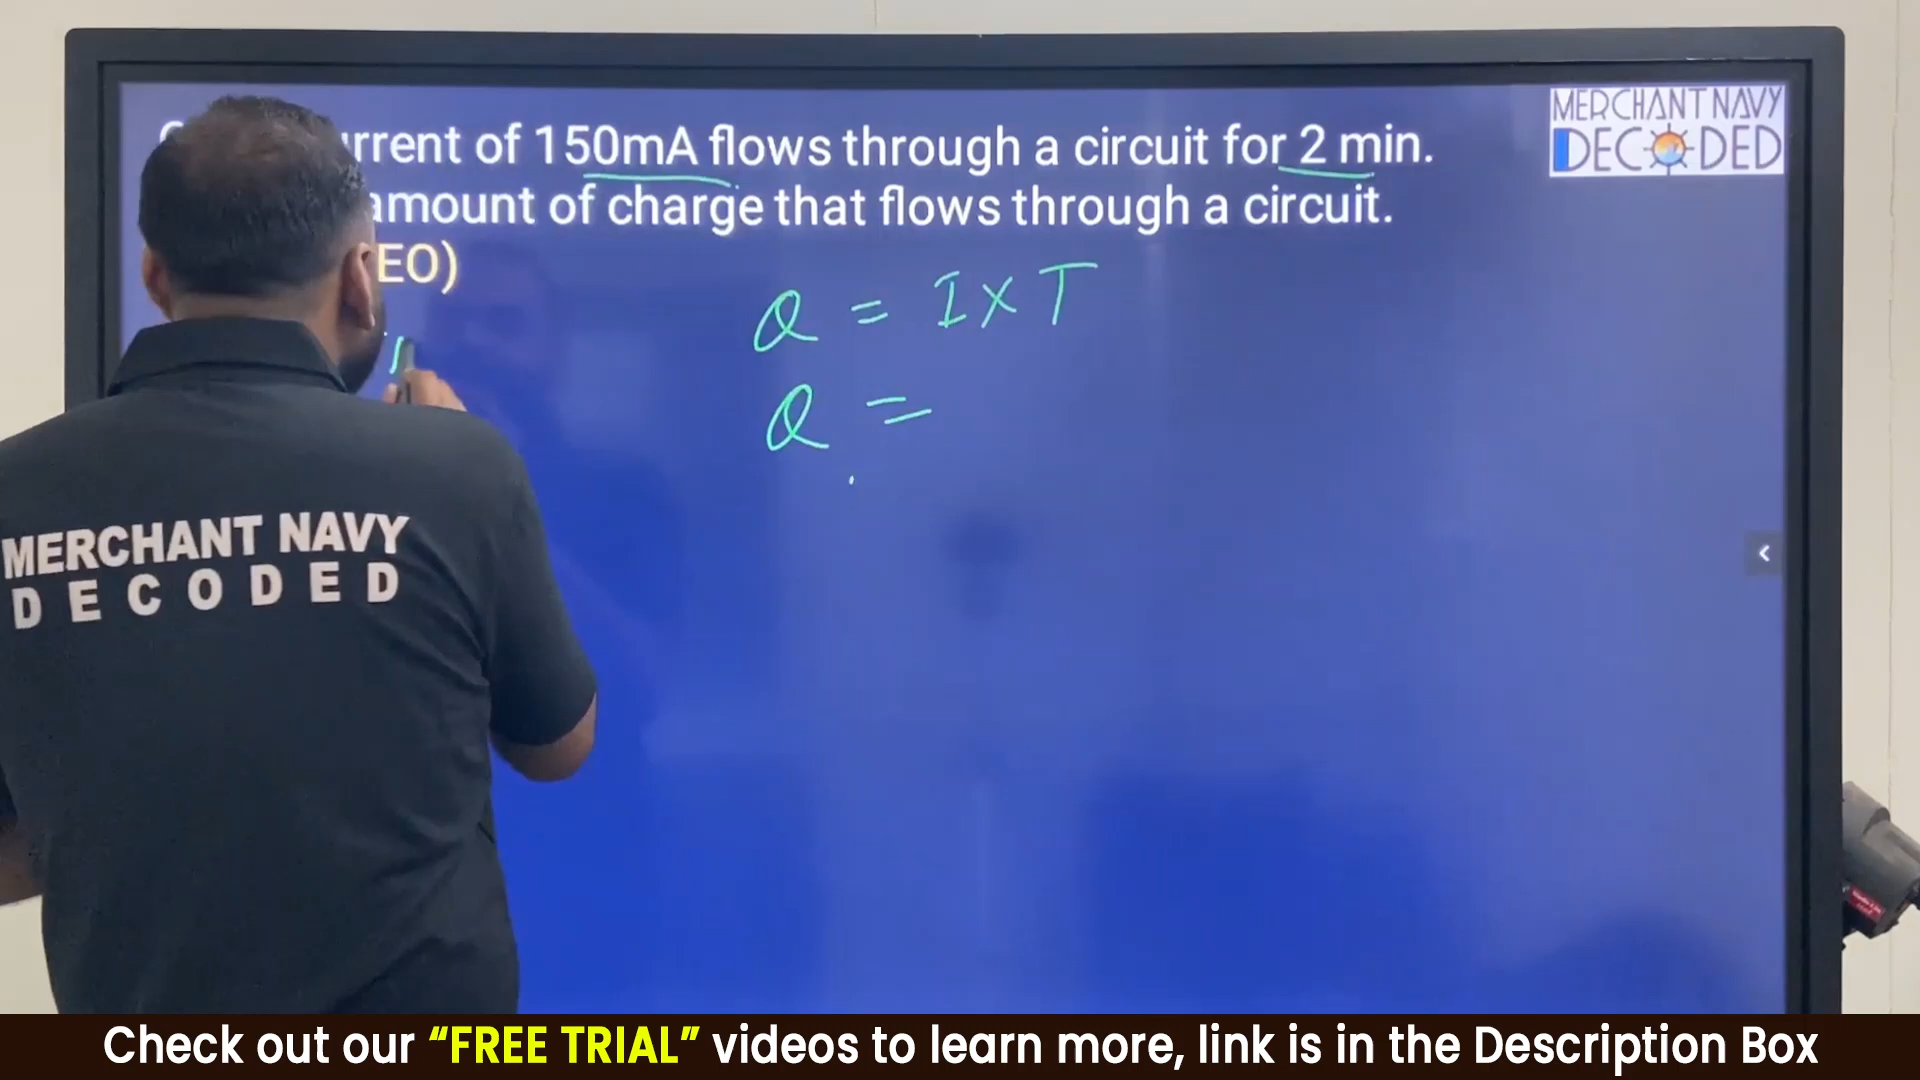 of 150mA flows through a circuit for 2 min.
amount of charge that flows through a circuit.
EO)
Q = I x T
Q =
MERCHANT NAVY
DECODED
MERCHANT NAVY
DECODED
Check out our “FREE TRIAL” videos to learn more, link is in the Description Box